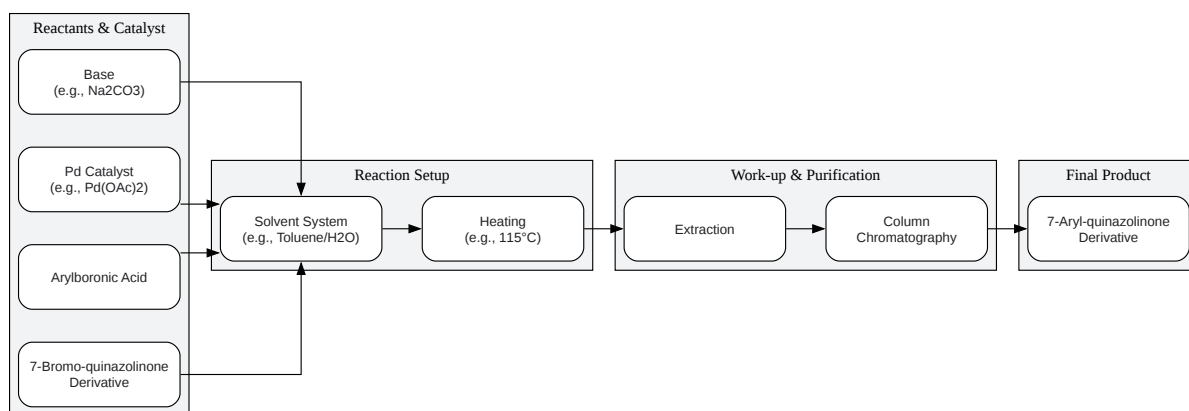 Reactants & Catalyst
Base
(e.g., Na2CO3)
Pd Catalyst
(e.g., Pd(OAc)2)
Arylboronic Acid
7-Bromo-quinazolinone
Derivative
Reaction Setup
Solvent System
(e.g., Toluene/H2O)
Heating
(e.g., 115°C)
Work-up & Purification
Extraction
Column
Chromatography
Final Product
7-Aryl-quinazolinone
Derivative